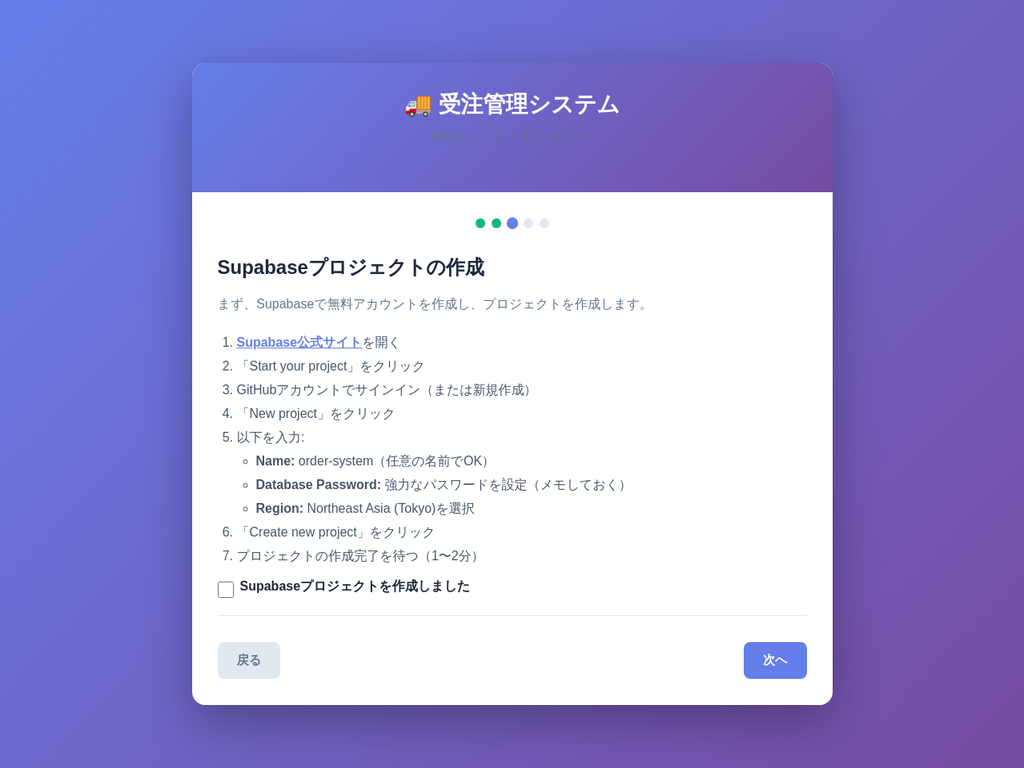 🚚 受注管理システム
Supabaseプロジェクトの作成
まず、Supabaseで無料アカウントを作成し、プロジェクトを作成します。
1. Supabase公式サイトを開く
2. 「Start your project」をクリック
3. GitHubアカウントでサインイン（または新規作成）
4. 「New project」をクリック
5. 以下を入力:
Name: order-system（任意の名前でOK）
Database Password: 強力なパスワードを設定（メモしておく）
Region: Northeast Asia (Tokyo)を選択
6. 「Create new project」をクリック
7. プロジェクトの作成完了を待つ（1〜2分）
Supabaseプロジェクトを作成しました
戻る
次へ